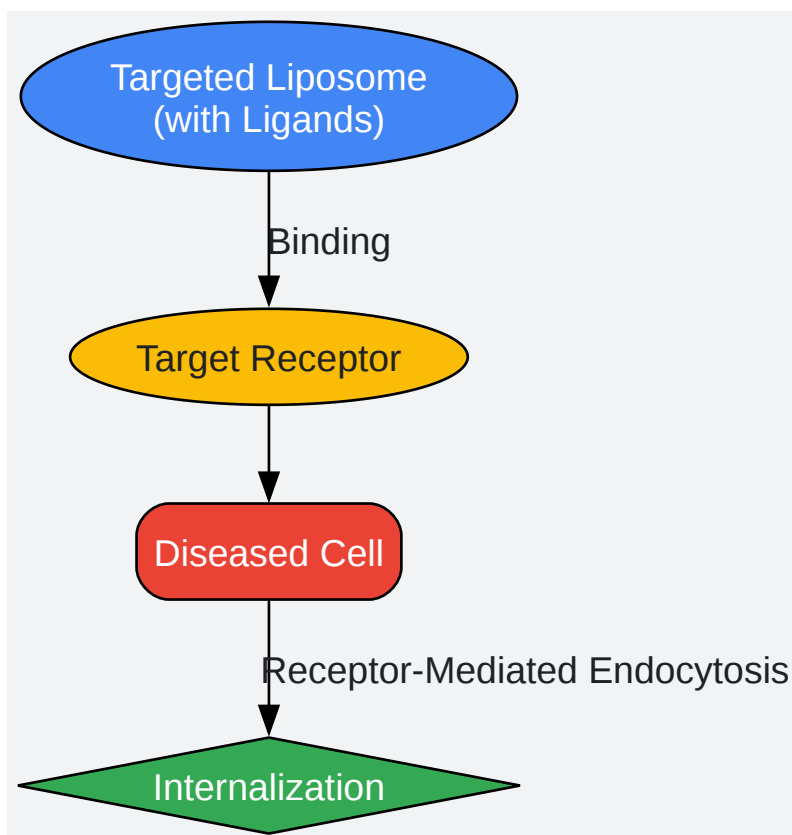 Targeted Liposome
(with Ligands)
Binding
Target Receptor
Diseased Cell
Receptor-Mediated Endocytosis
Internalization